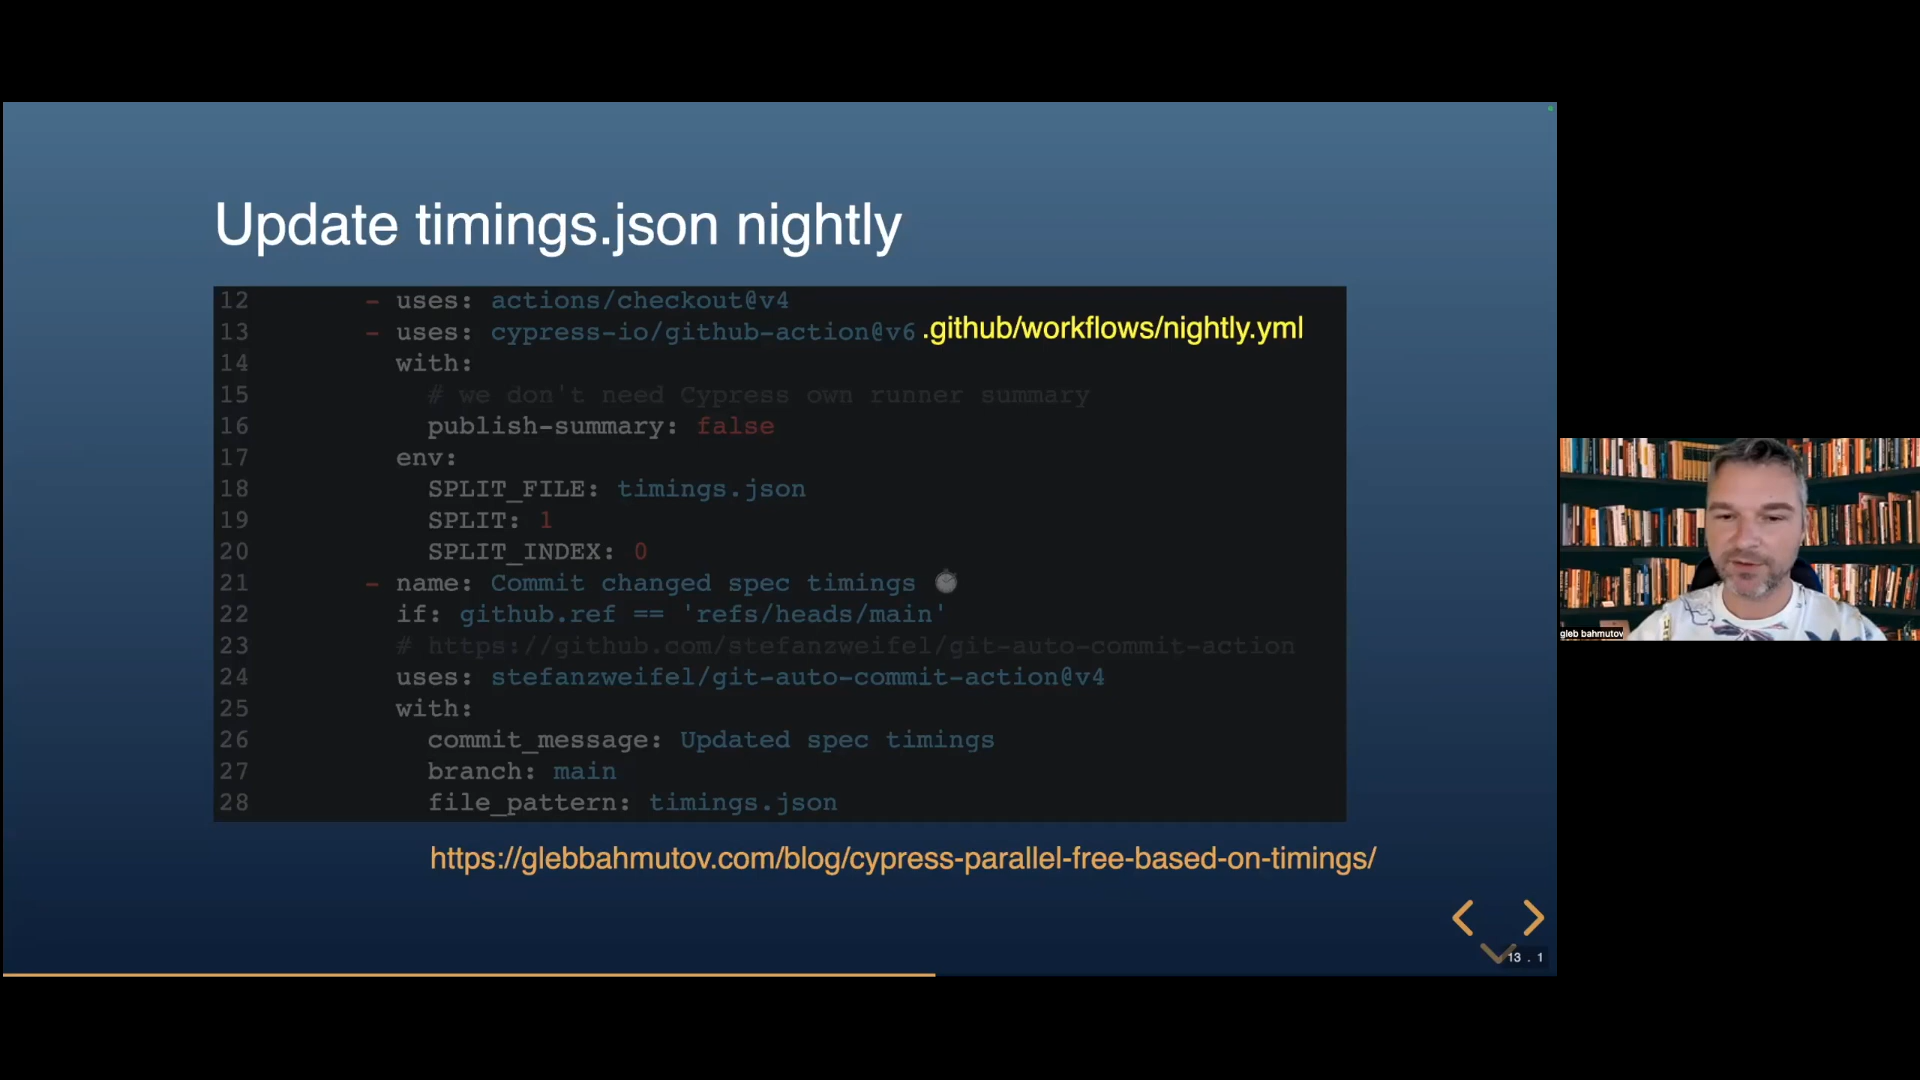 Update timings.json nightly
12 - uses: actions/checkout@v4
13 - uses: cypress-io/github-action@v6
.github/workflows/nightly.yml
14 with:
15 # we don't need Cypress own runner summary
16 publish-summary: false
17 env:
18 SPLIT_FILE: timings.json
19 SPLIT: 1
20 SPLIT_INDEX: 0
21 - name: Commit changed spec timings ⏱
22 if: github.ref == 'refs/heads/main'
23 # https://github.com/stefanzweifel/git-auto-commit-action
24 uses: stefanzweifel/git-auto-commit-action@v4
25 with:
26 commit_message: Updated spec timings
27 branch: main
28 file_pattern: timings.json
https://glebbahmutov.com/blog/cypress-parallel-free-based-on-timings/
13 . 1
gleb bahmutov